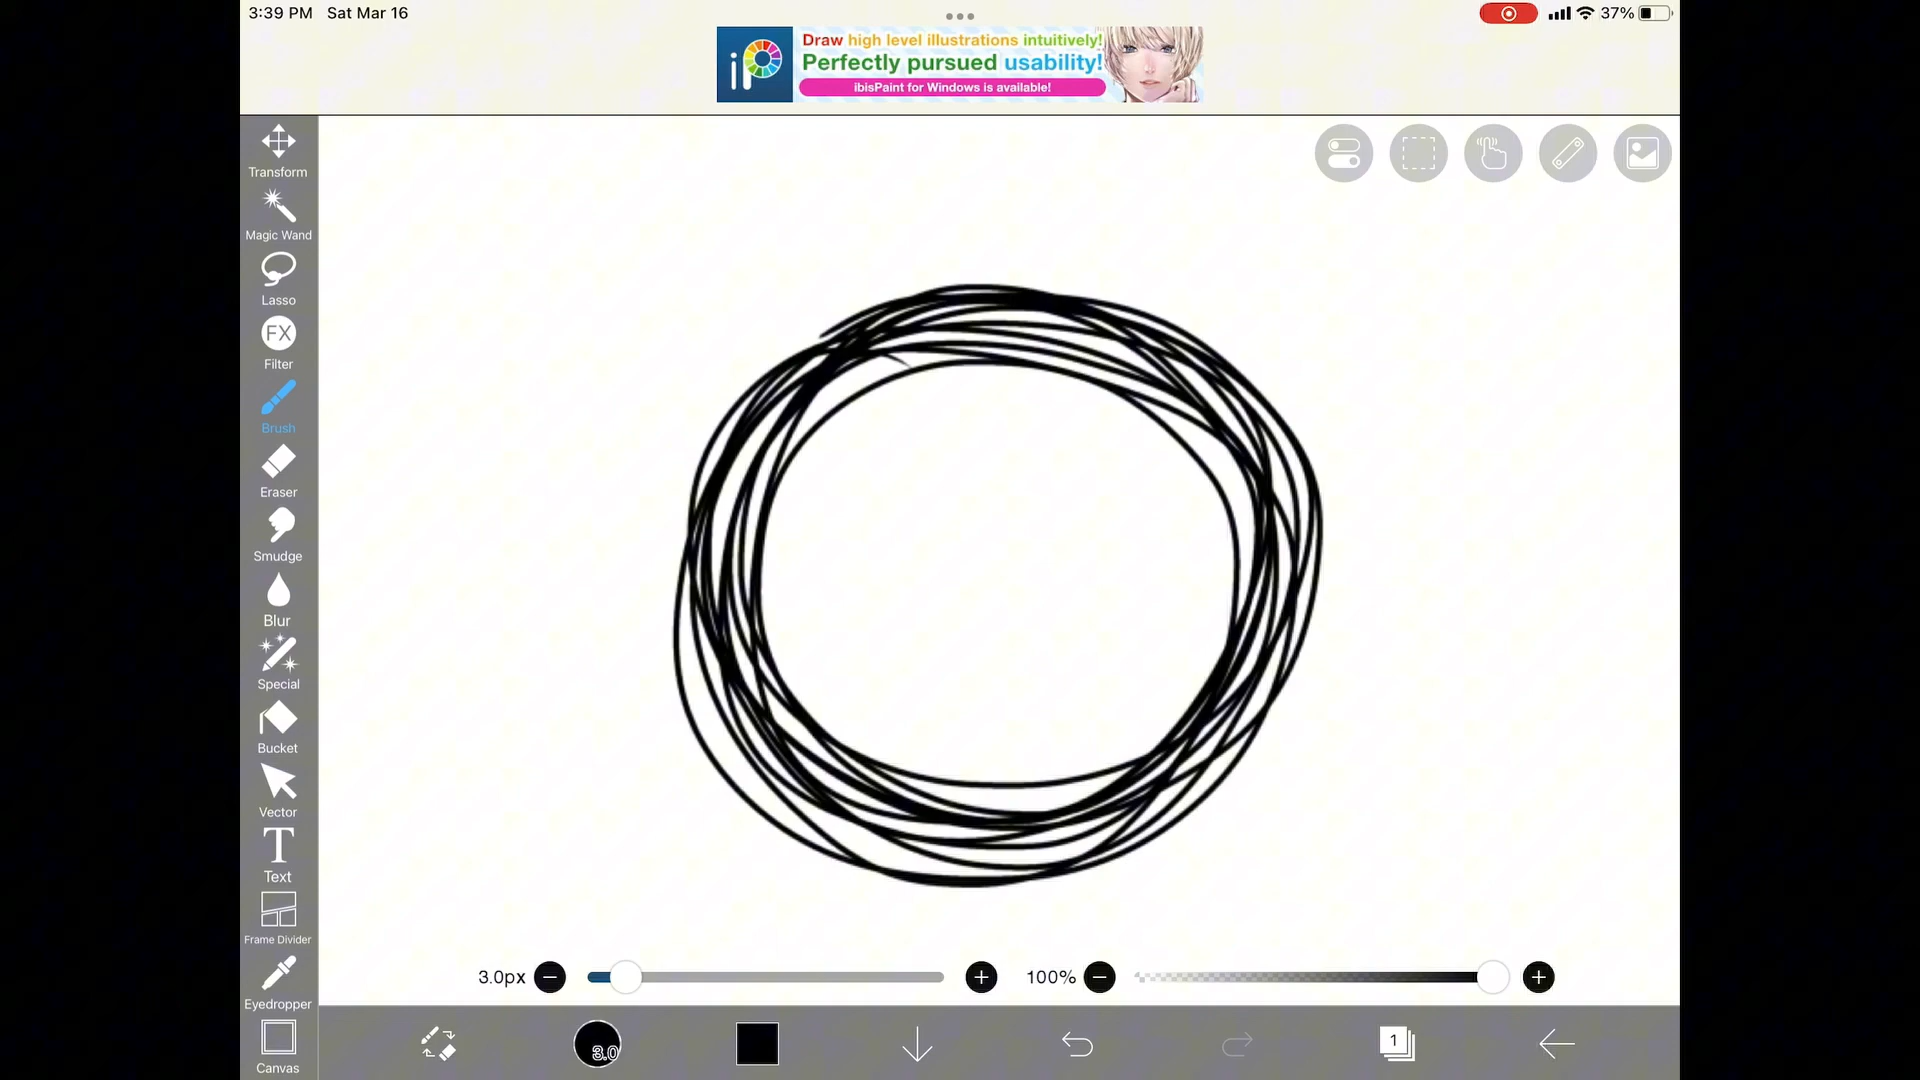 3:39 PM Sat Mar 16
37%
iP
Draw high level illustrations intuitively!
Perfectly pursued usability!
ibisPaint for Windows is available!
Transform
Magic Wand
Lasso
FX
Filter
Brush
Eraser
Smudge
Blur
Special
Bucket
Vector
T
Text
Frame Divider
Eyedropper
Canvas
3.0px
100%
3.0
1